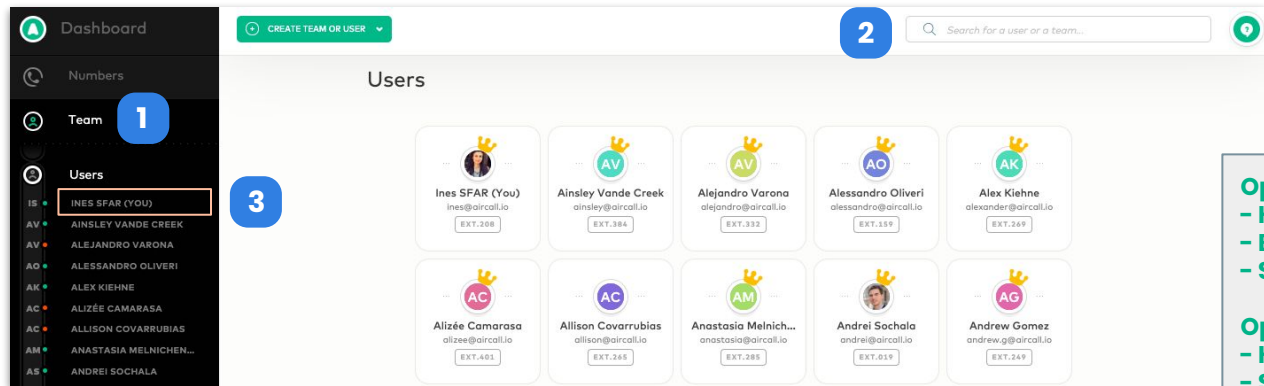 Dashboard
Numbers
Team
1
Users
IS INES SFAR (YOU)
AV AINSLEY VANDE CREEK
AV ALEJANDRO VARONA
AO ALESSANDRO OLIVERI
AK ALEX KIEHNE
AC ALIZÉE CAMARASA
AC ALLISON COVARRUBIAS
AM ANASTASIA MELNICHEN...
AS ANDREI SOCHALA
3
CREATE TEAM OR USER
2
Search for a user or a team...
Users
Ines SFAR (You)
ines@aircall.io
EXT.208
AV
Ainsley Vande Creek
ainsley@aircall.io
EXT.384
AV
Alejandro Varona
alejandro@aircall.io
EXT.332
AO
Alessandro Oliveri
alessandro@aircall.io
EXT.159
AK
Alex Kiehne
alexander@aircall.io
EXT.269
AC
Alizée Camarasa
alizee@aircall.io
EXT.401
AC
Allison Covarrubias
allison@aircall.io
EXT.265
AM
Anastasia Melnich...
anastasia@aircall.io
EXT.285
Andrei Sochala
andrei@aircall.io
EXT.019
AG
Andrew Gomez
andrew.g@aircall.io
EXT.249